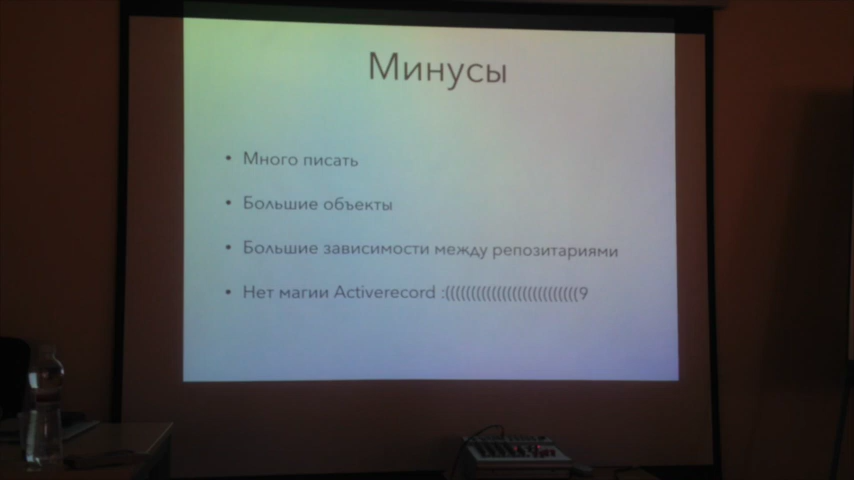 Минусы
• Много писать
• Большие объекты
• Большие зависимости между репозитариями
• Нет магии Activerecord :(((((((((((((((((((((((((((9